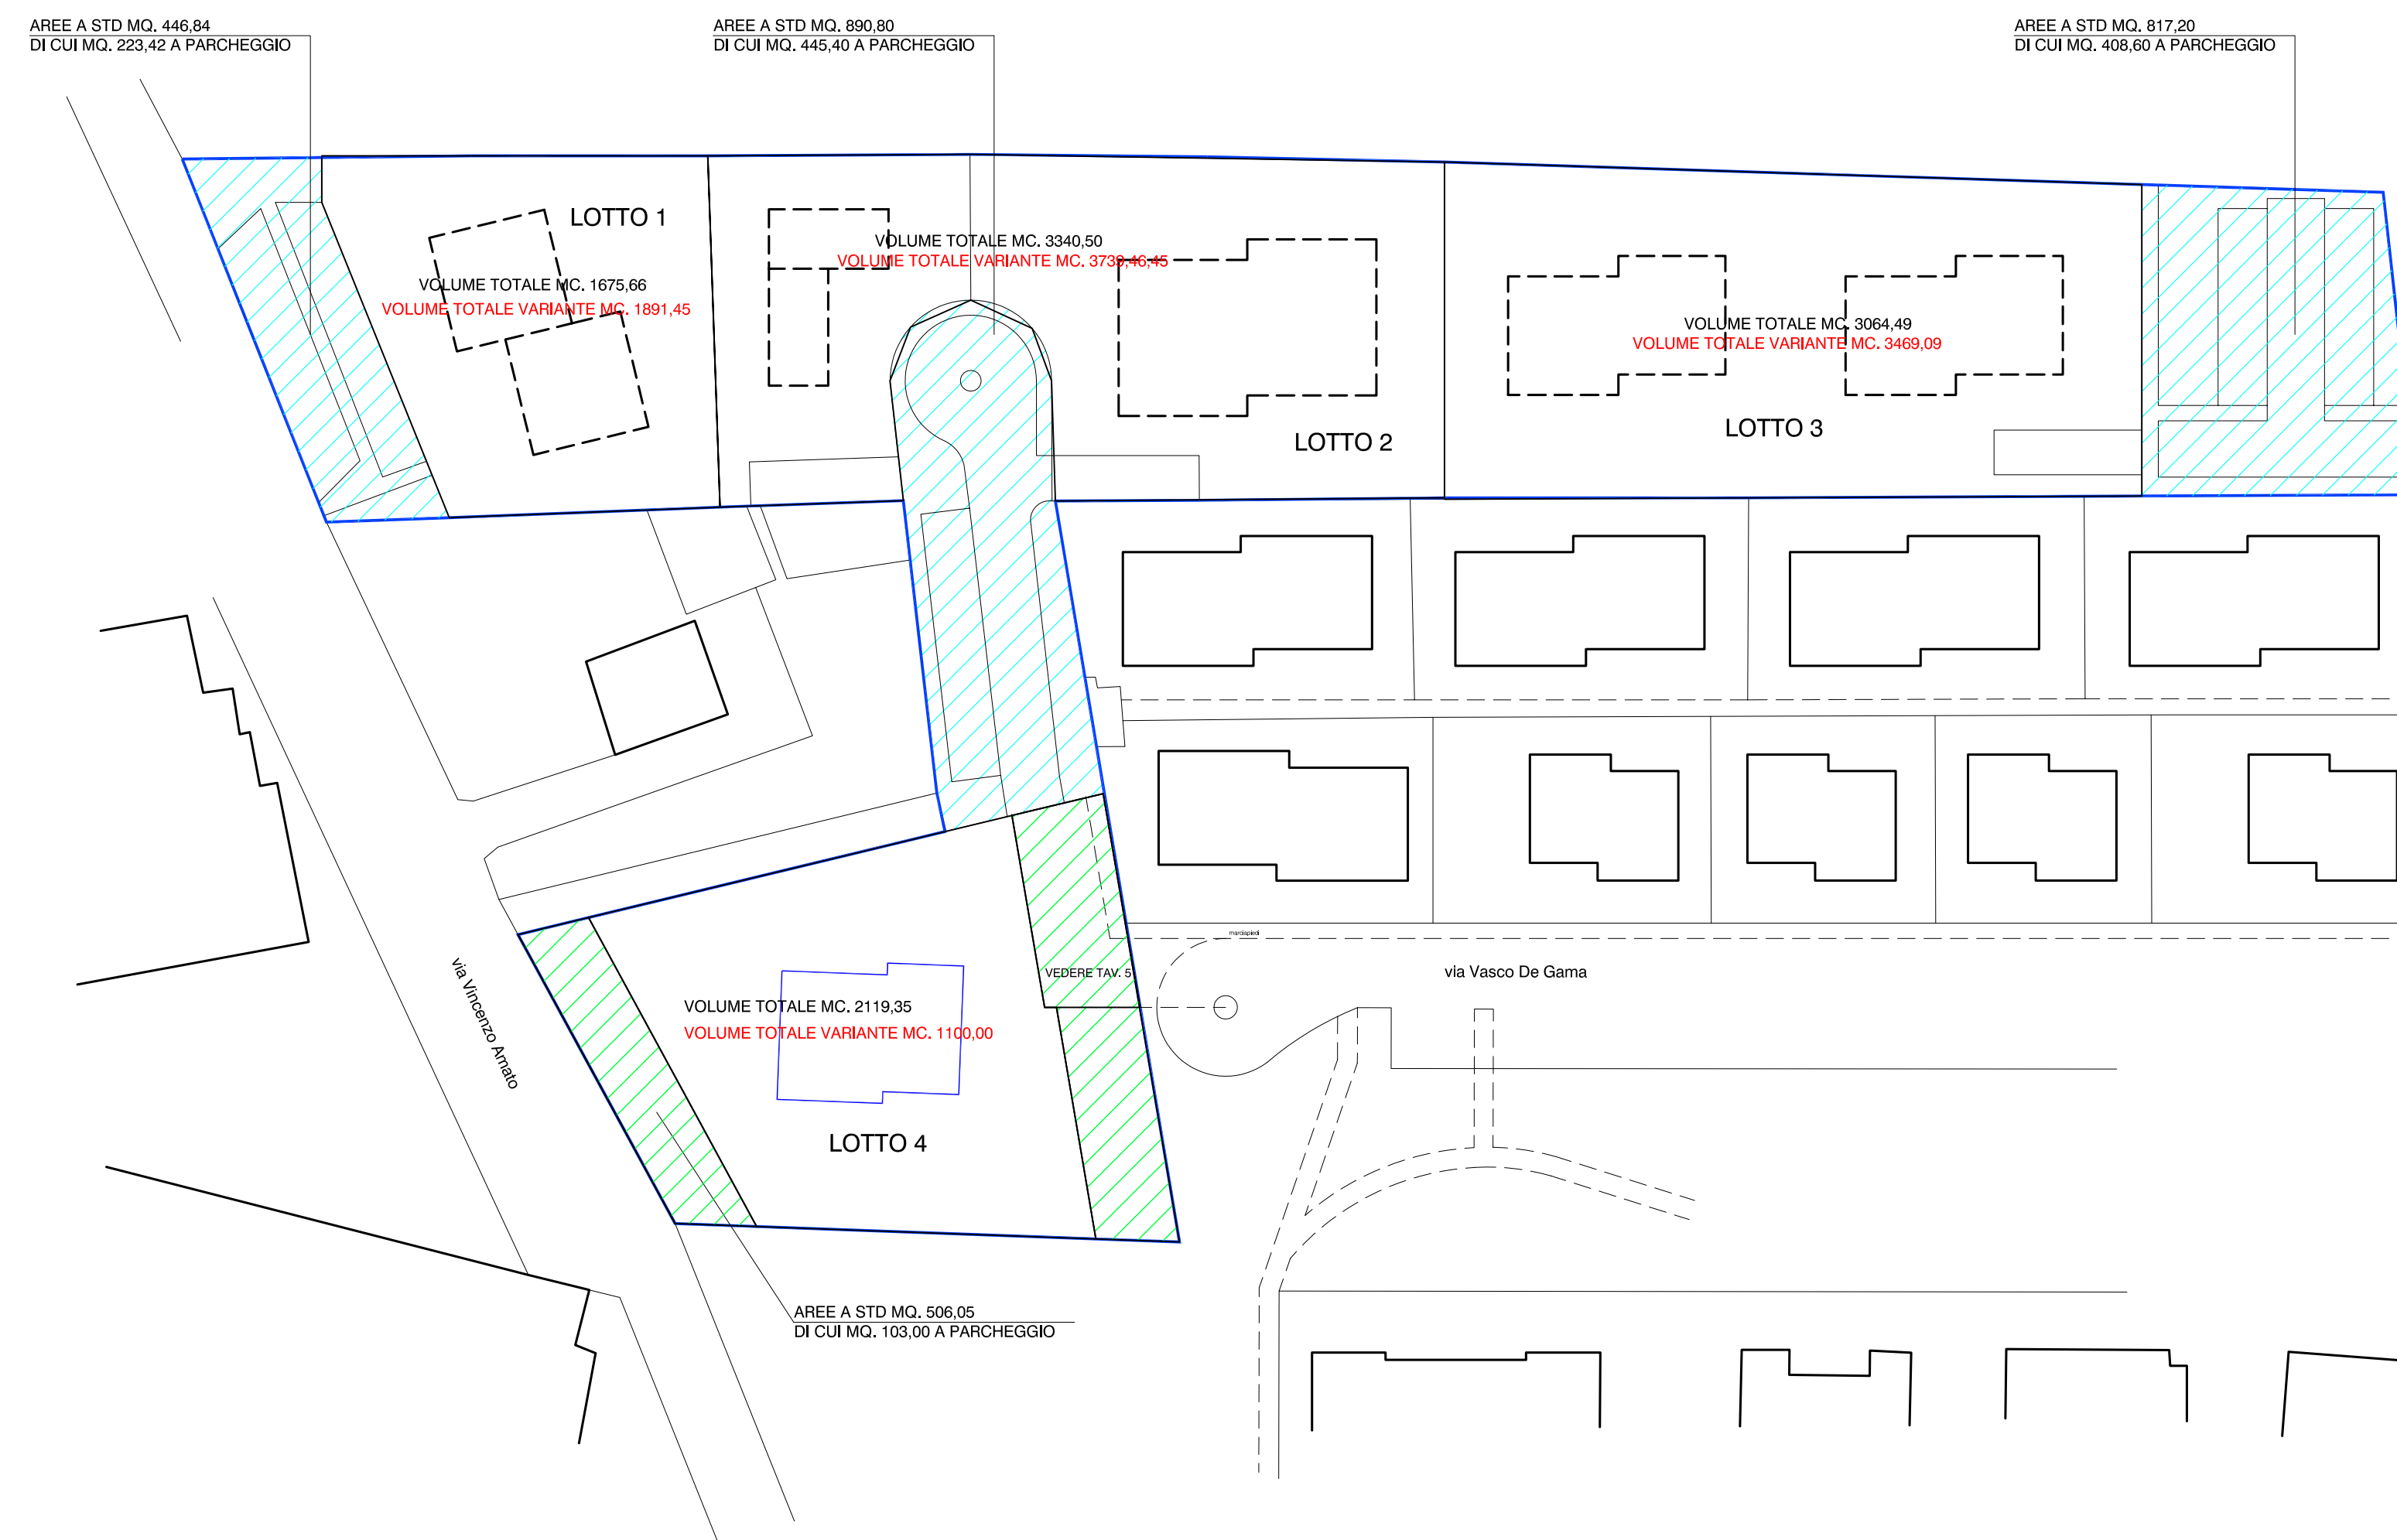 AREE A STD MQ. 446,84
DI CUI MQ. 223,42 A PARCHEGGIO
AREE A STD MQ. 890,80
DI CUI MQ. 445,40 A PARCHEGGIO
AREE A STD MQ. 817,20
DI CUI MQ. 408,60 A PARCHEGGIO
LOTTO 1
VOLUME TOTALE MC. 1675,66
VOLUME TOTALE VARIANTE MC. 1891,45
VOLUME TOTALE MC. 3340,50
VOLUME TOTALE VARIANTE MC. 3739,46,45
LOTTO 2
VOLUME TOTALE MC. 3064,49
VOLUME TOTALE VARIANTE MC. 3469,09
LOTTO 3
marciapiedi
VEDERE TAV. 5
via Vasco De Gama
via Vincenzo Amato
VOLUME TOTALE MC. 2119,35
VOLUME TOTALE VARIANTE MC. 1100,00
LOTTO 4
AREE A STD MQ. 506,05
DI CUI MQ. 103,00 A PARCHEGGIO